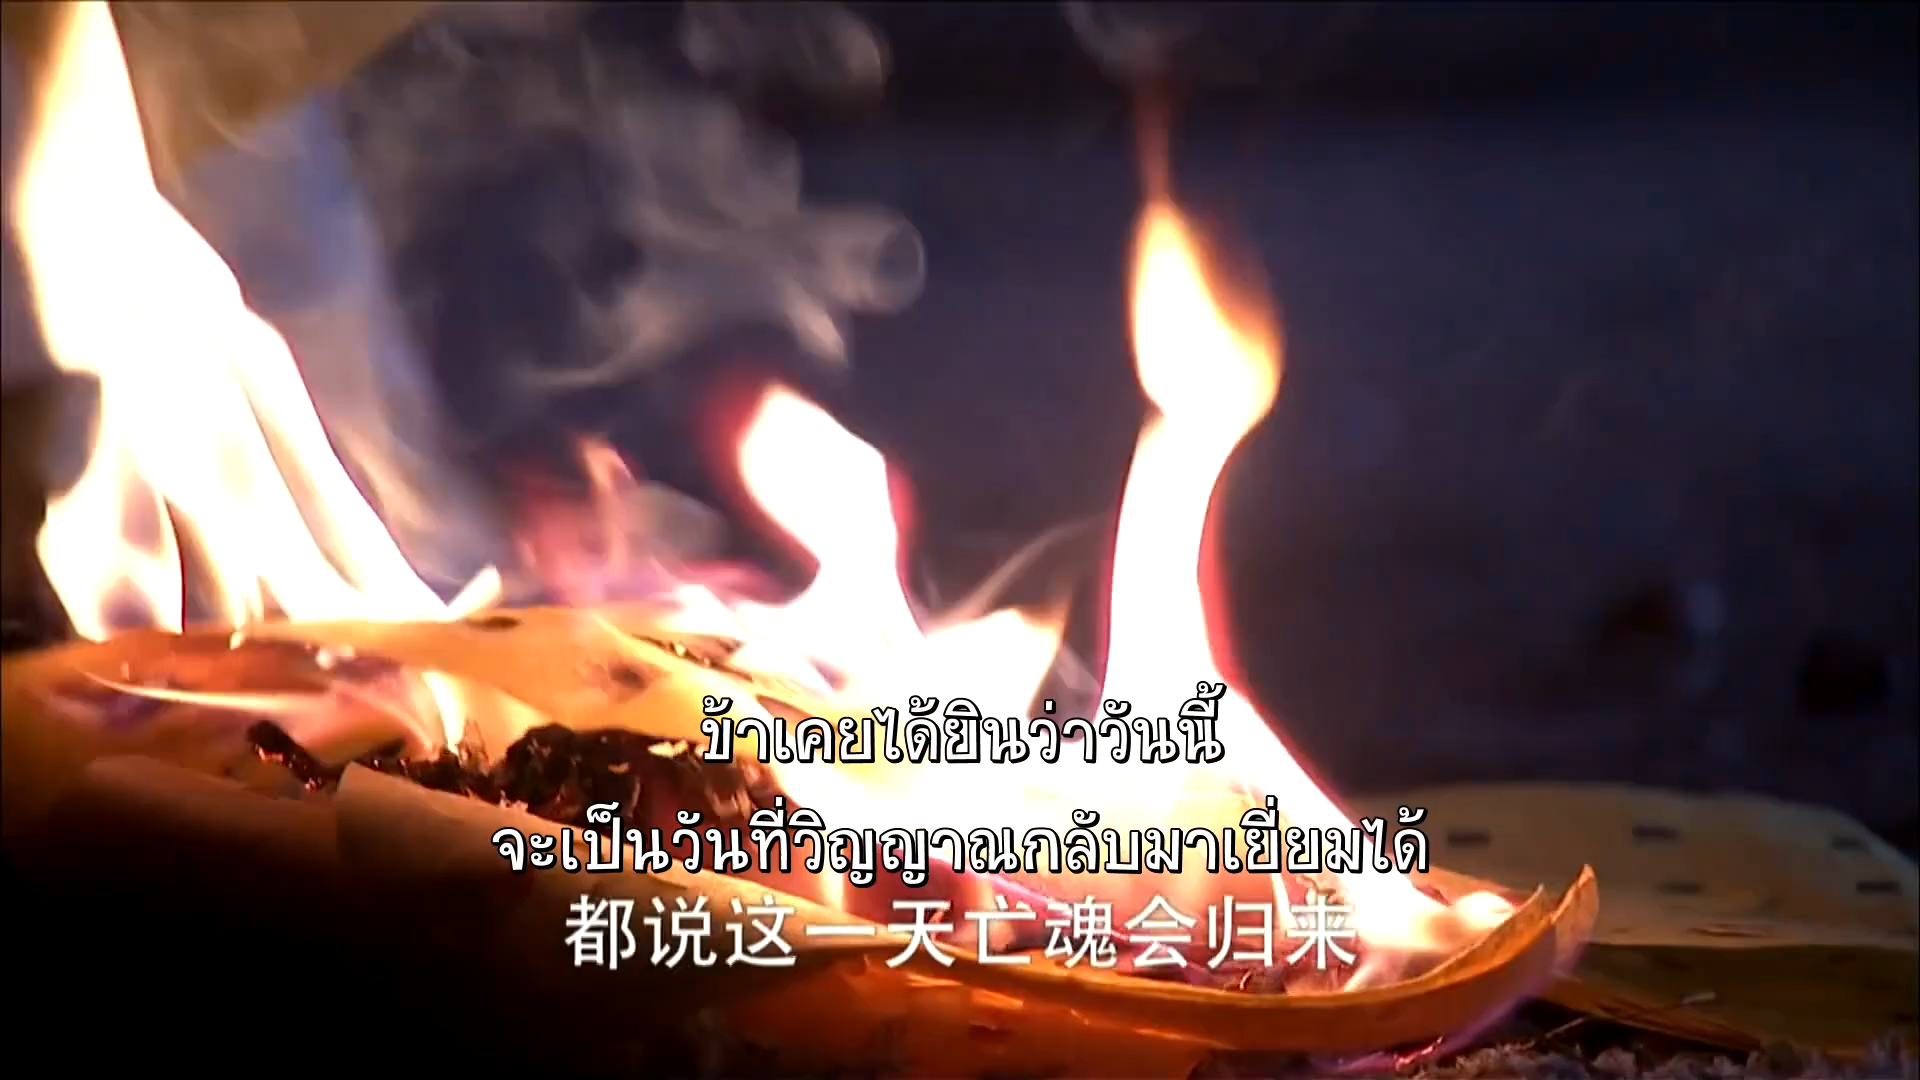 ข้าเคยได้ยินว่าวันนี้
จะเป็นวันที่วิญญาณกลับมาเยี่ยมได้
都说这一天亡魂会归来